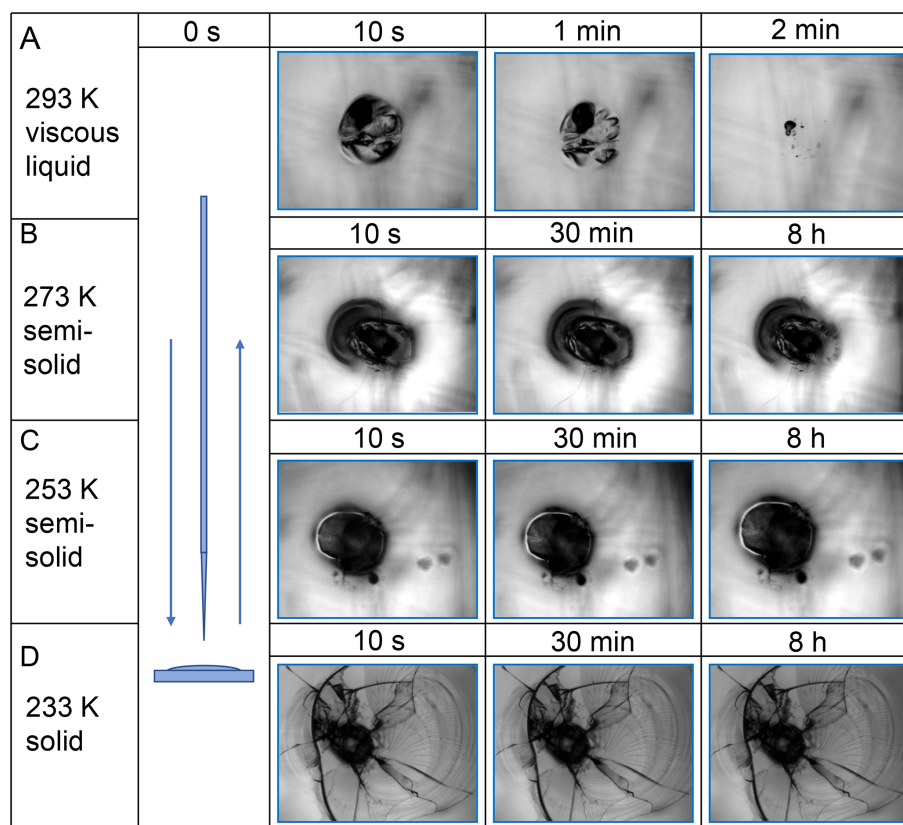 A
0 s
10 s
1 min
2 min
293 K
viscous
liquid
B
10 s
30 min
8 h
273 K
semi-
solid
C
10 s
30 min
8 h
253 K
semi-
solid
D
10 s
30 min
8 h
233 K
solid